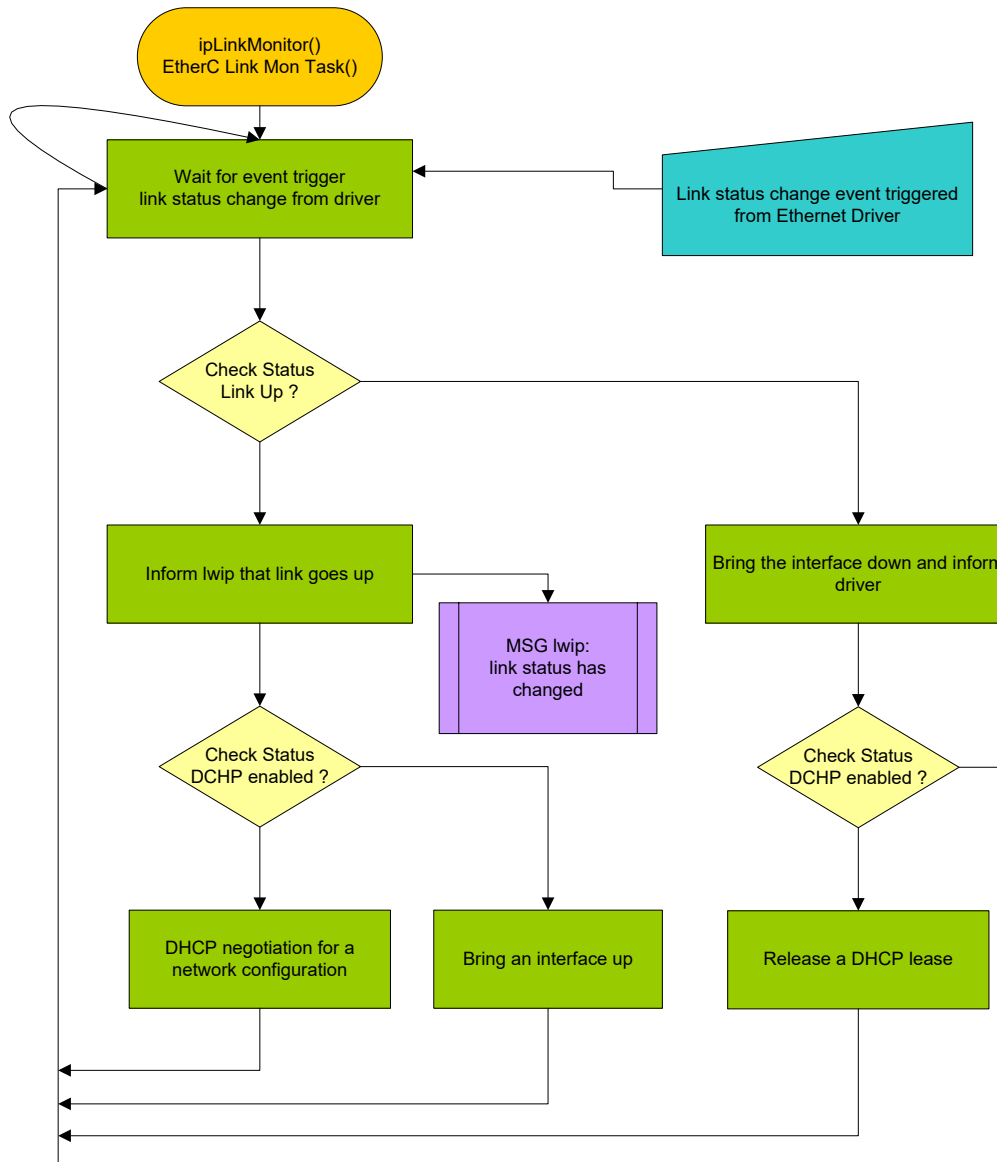 ipLinkMonitor()
EtherC Link Mon Task()
Wait for event trigger
link status change from driver
Link status change event triggered
from Ethernet Driver
Check Status
Link Up ?
Inform lwip that link goes up
Bring the interface down and inform
driver
MSG lwip:
link status has
changed
Check Status
DCHP enabled ?
Check Status
DCHP enabled ?
DHCP negotiation for a
network configuration
Bring an interface up
Release a DHCP lease